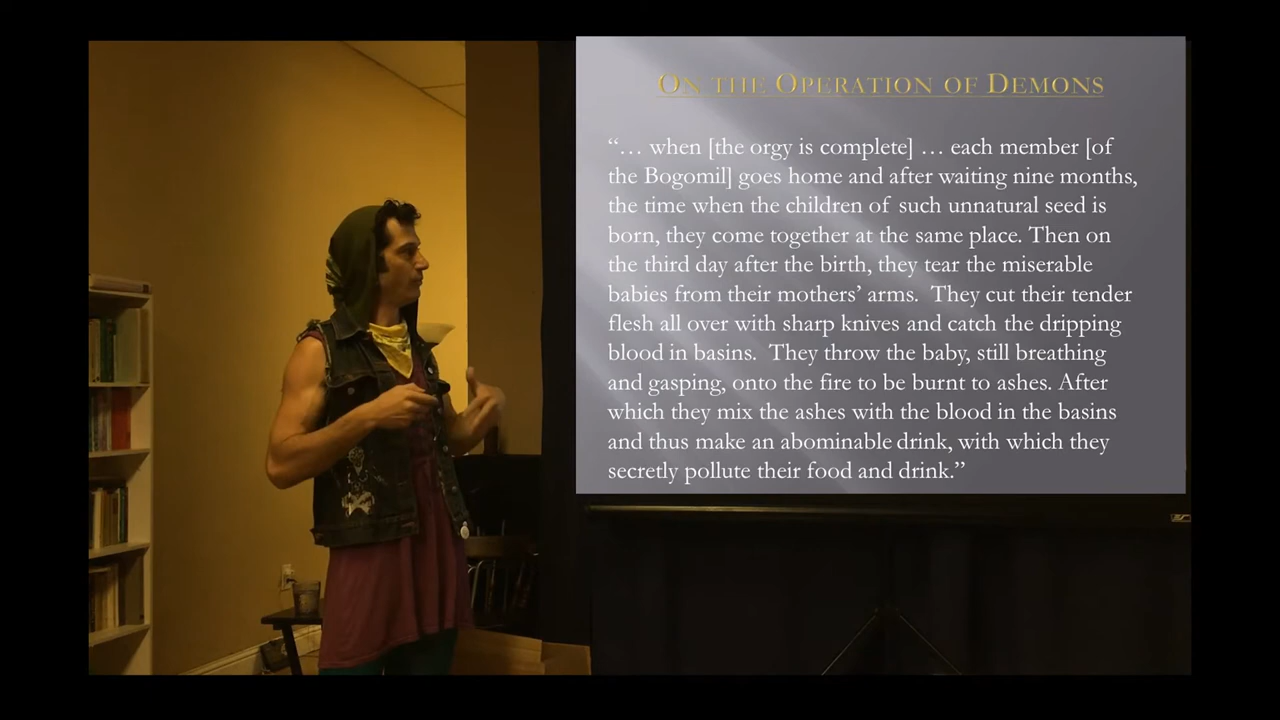 ON THE OPERATION OF DEMONS
“… when [the orgy is complete] … each member [of
the Bogomil] goes home and after waiting nine months,
the time when the children of such unnatural seed is
born, they come together at the same place. Then on
the third day after the birth, they tear the miserable
babies from their mothers’ arms. They cut their tender
flesh all over with sharp knives and catch the dripping
blood in basins. They throw the baby, still breathing
and gasping, onto the fire to be burnt to ashes. After
which they mix the ashes with the blood in the basins
and thus make an abominable drink, with which they
secretly pollute their food and drink.”